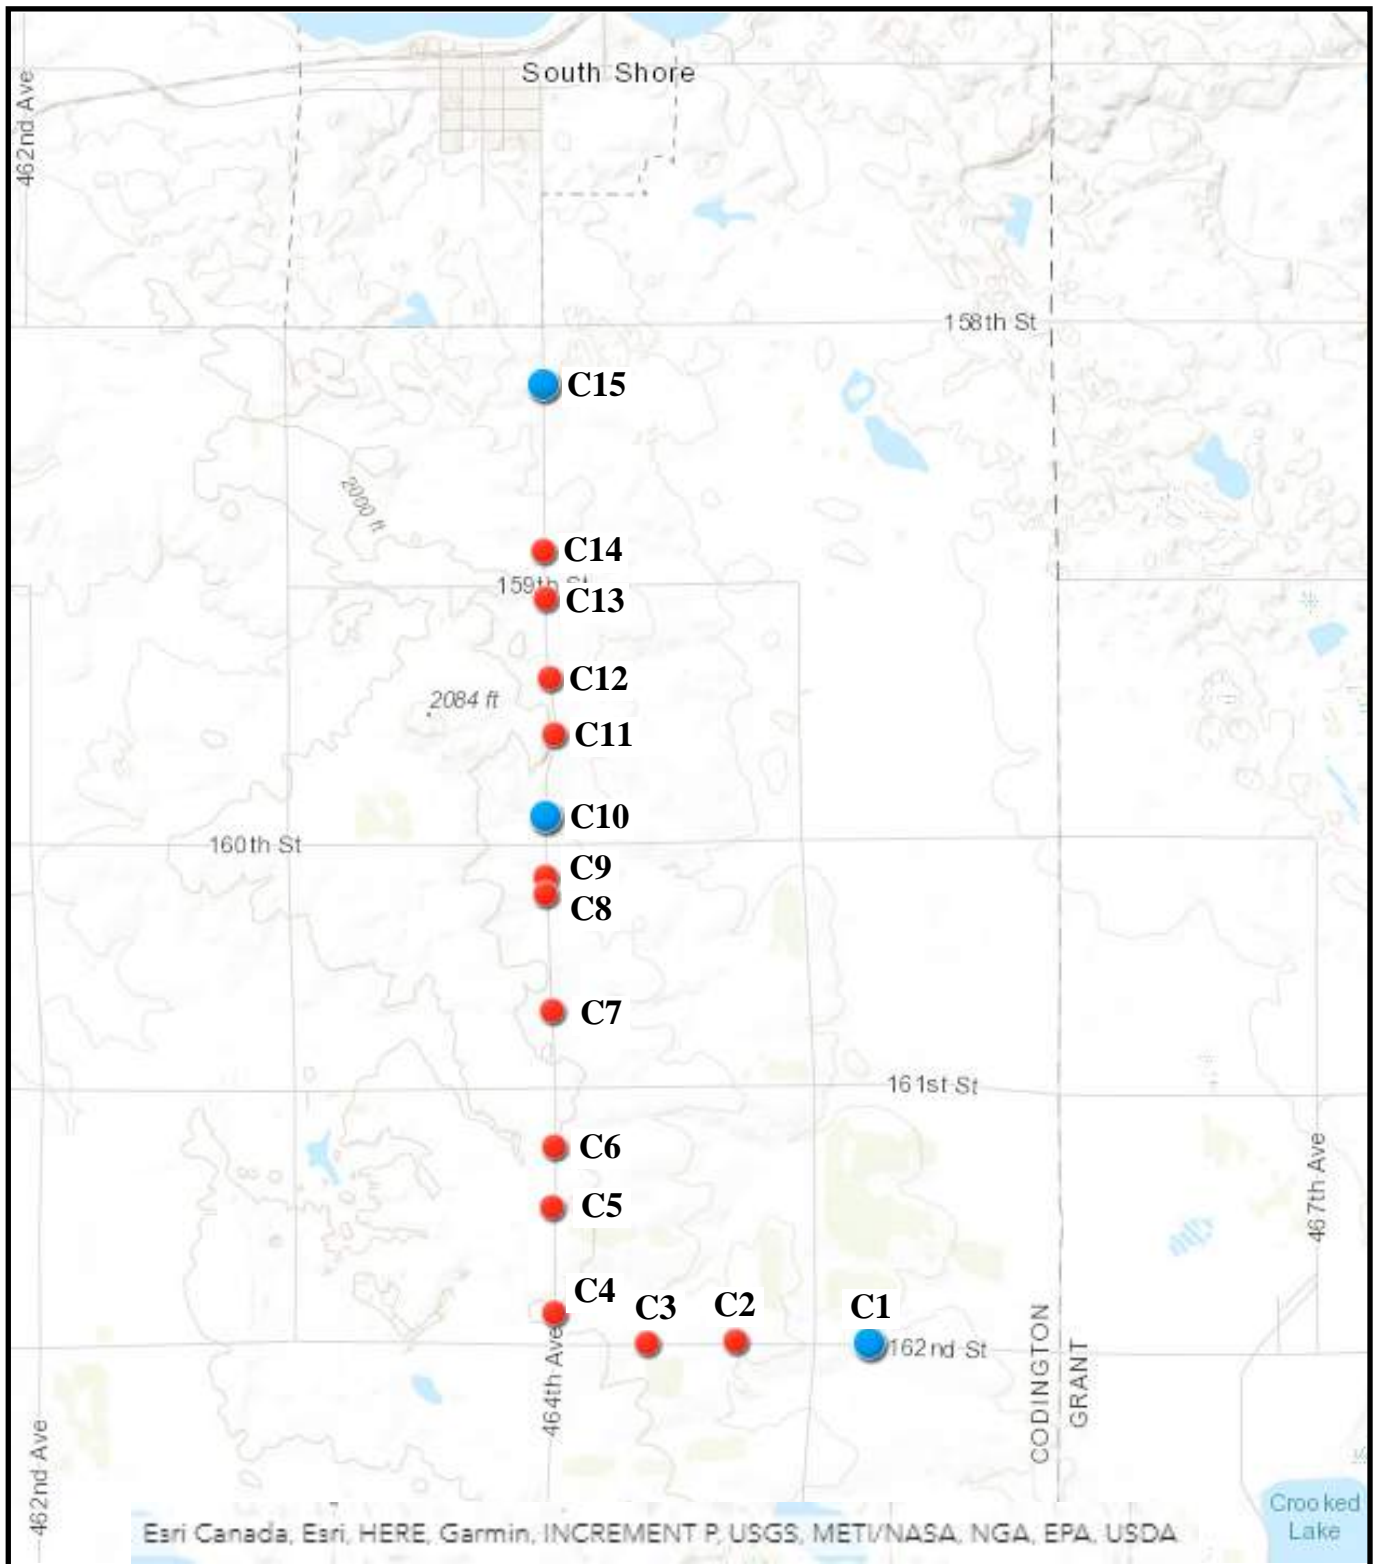 South Shore
462nd Ave
158th St
C15
2000 ft
C14
159th St
C13
C12
2084 ft
C11
C10
160th St
C9
C8
C7
161st St
C6
467th Ave
C5
C4
C3
C2
C1
162nd St
464th Ave
CODINGTON
GRANT
462nd Ave
Crooked
Lake
Esri Canada, Esri, HERE, Garmin, INCREMENT P, USGS, METI/NASA, NGA, EPA, USDA